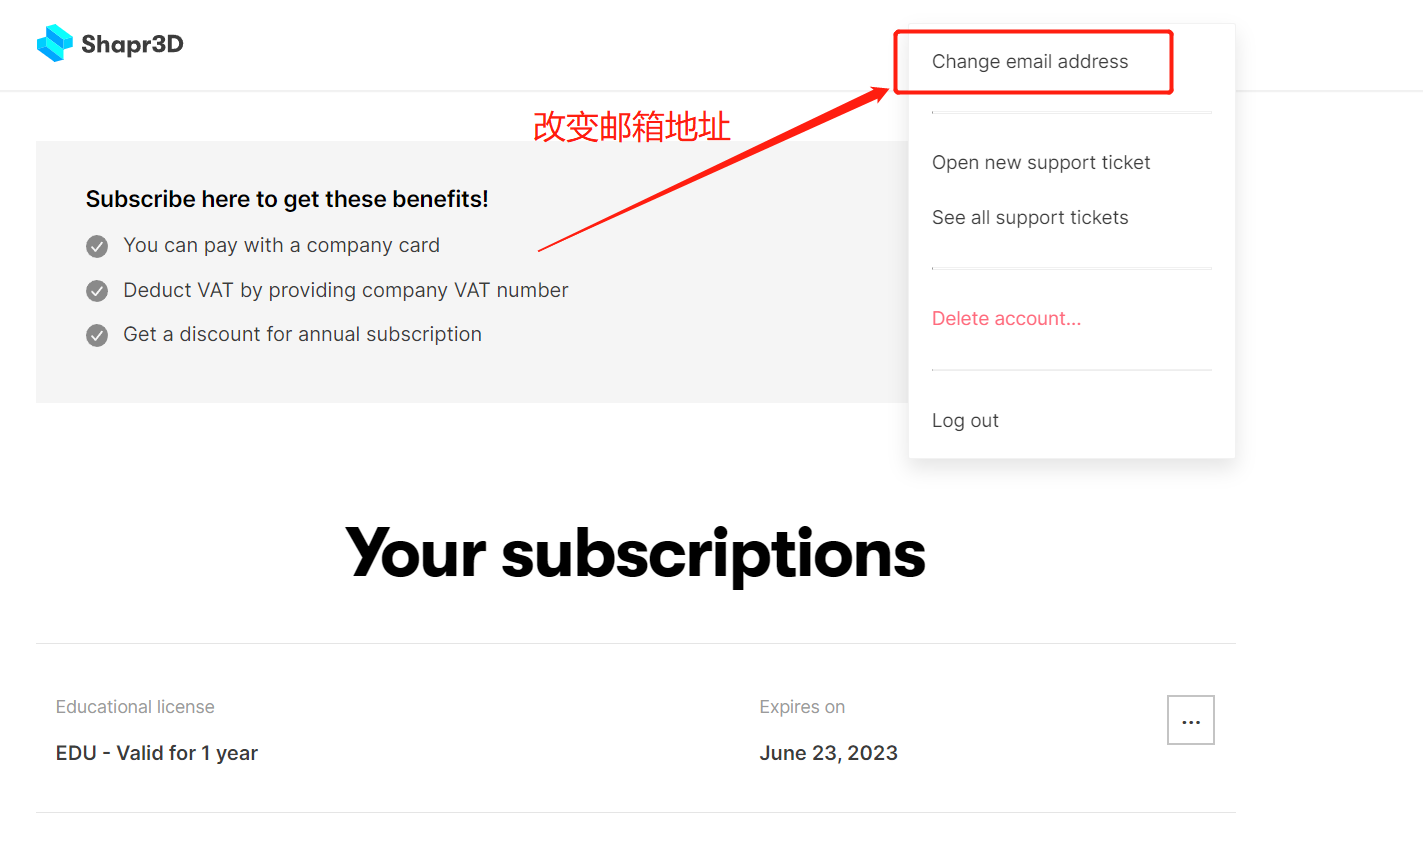 Shapr3D
Change email address
改变邮箱地址
Open new support ticket
See all support tickets
Delete account...
Log out
Subscribe here to get these benefits!
You can pay with a company card
Deduct VAT by providing company VAT number
Get a discount for annual subscription
Your subscriptions
Educational license
EDU - Valid for 1 year
Expires on
June 23, 2023
...